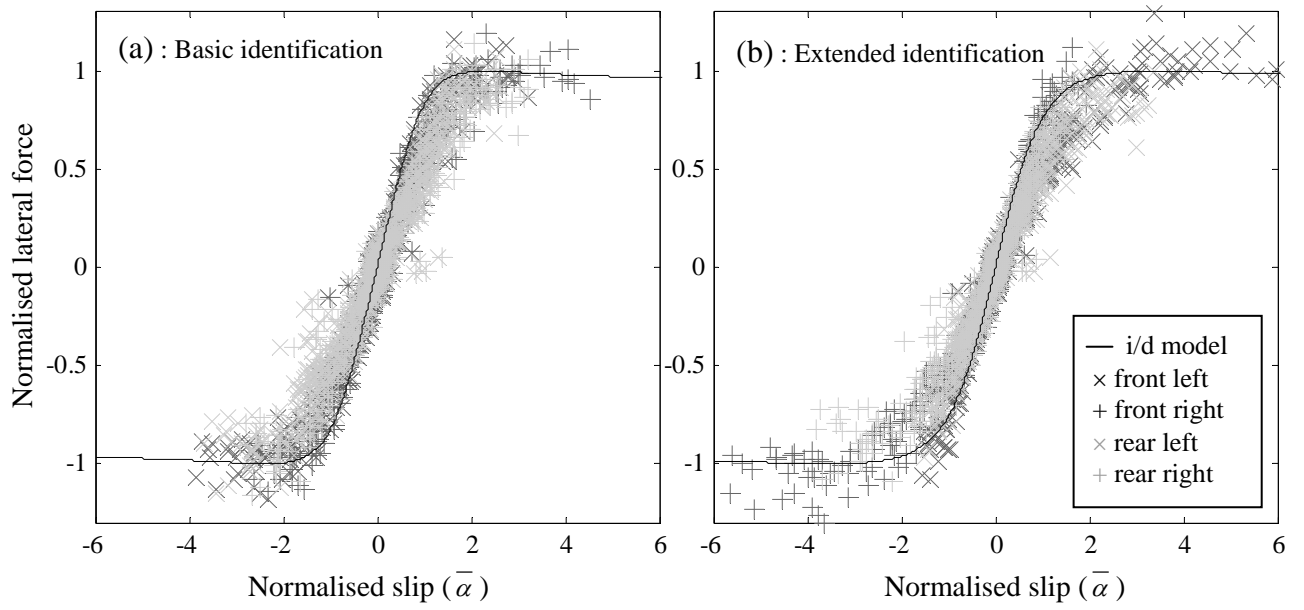 (a) : Basic identification
(b) : Extended identification
Normalised lateral force
1
0.5
0
-0.5
-1
-6 -4 -2 0 2 4 6
Normalised slip ( α̅ )
1
0.5
0
-0.5
-1
-6 -4 -2 0 2 4 6
Normalised slip ( α̅ )
i/d model
front left
front right
rear left
rear right